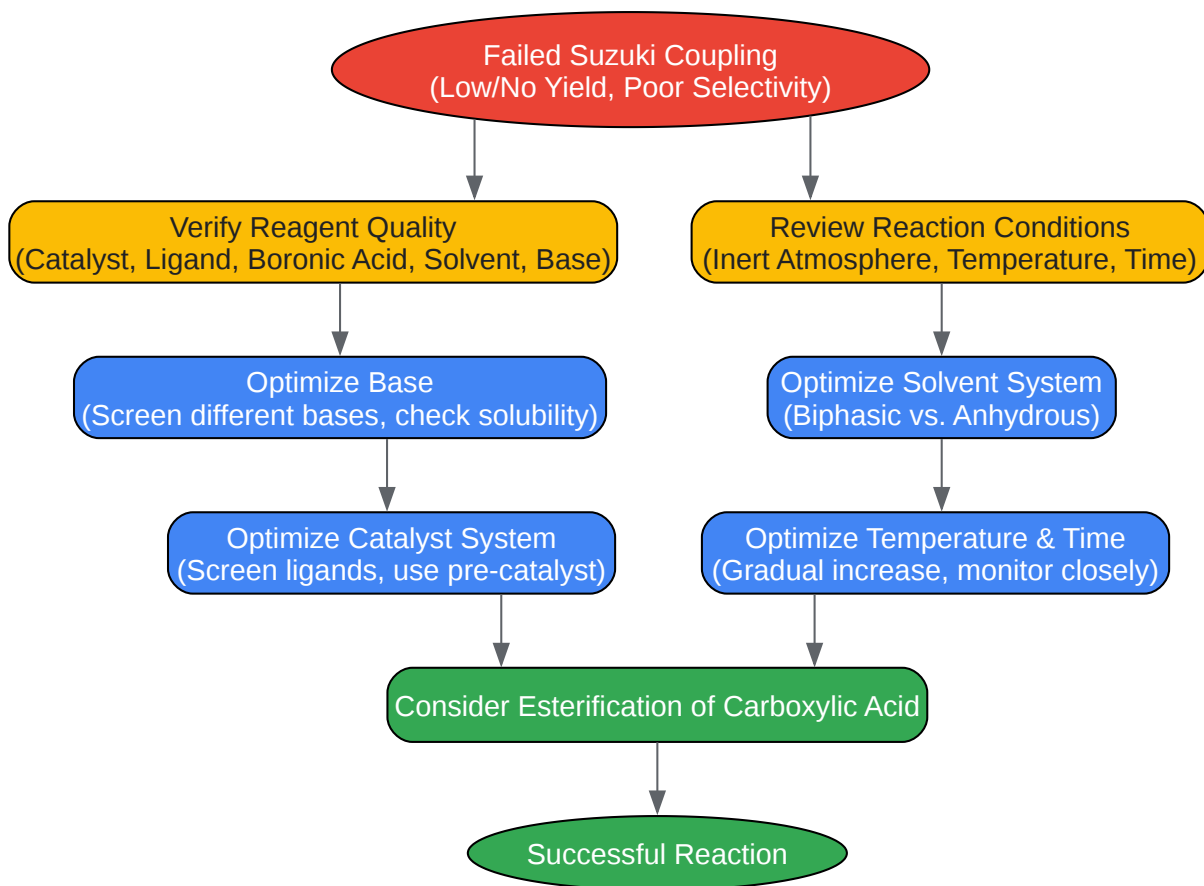 Failed Suzuki Coupling
(Low/No Yield, Poor Selectivity)
Verify Reagent Quality
(Catalyst, Ligand, Boronic Acid, Solvent, Base)
Review Reaction Conditions
(Inert Atmosphere, Temperature, Time)
Optimize Base
(Screen different bases, check solubility)
Optimize Solvent System
(Biphasic vs. Anhydrous)
Optimize Catalyst System
(Screen ligands, use pre-catalyst)
Optimize Temperature & Time
(Gradual increase, monitor closely)
Consider Esterification of Carboxylic Acid
Successful Reaction